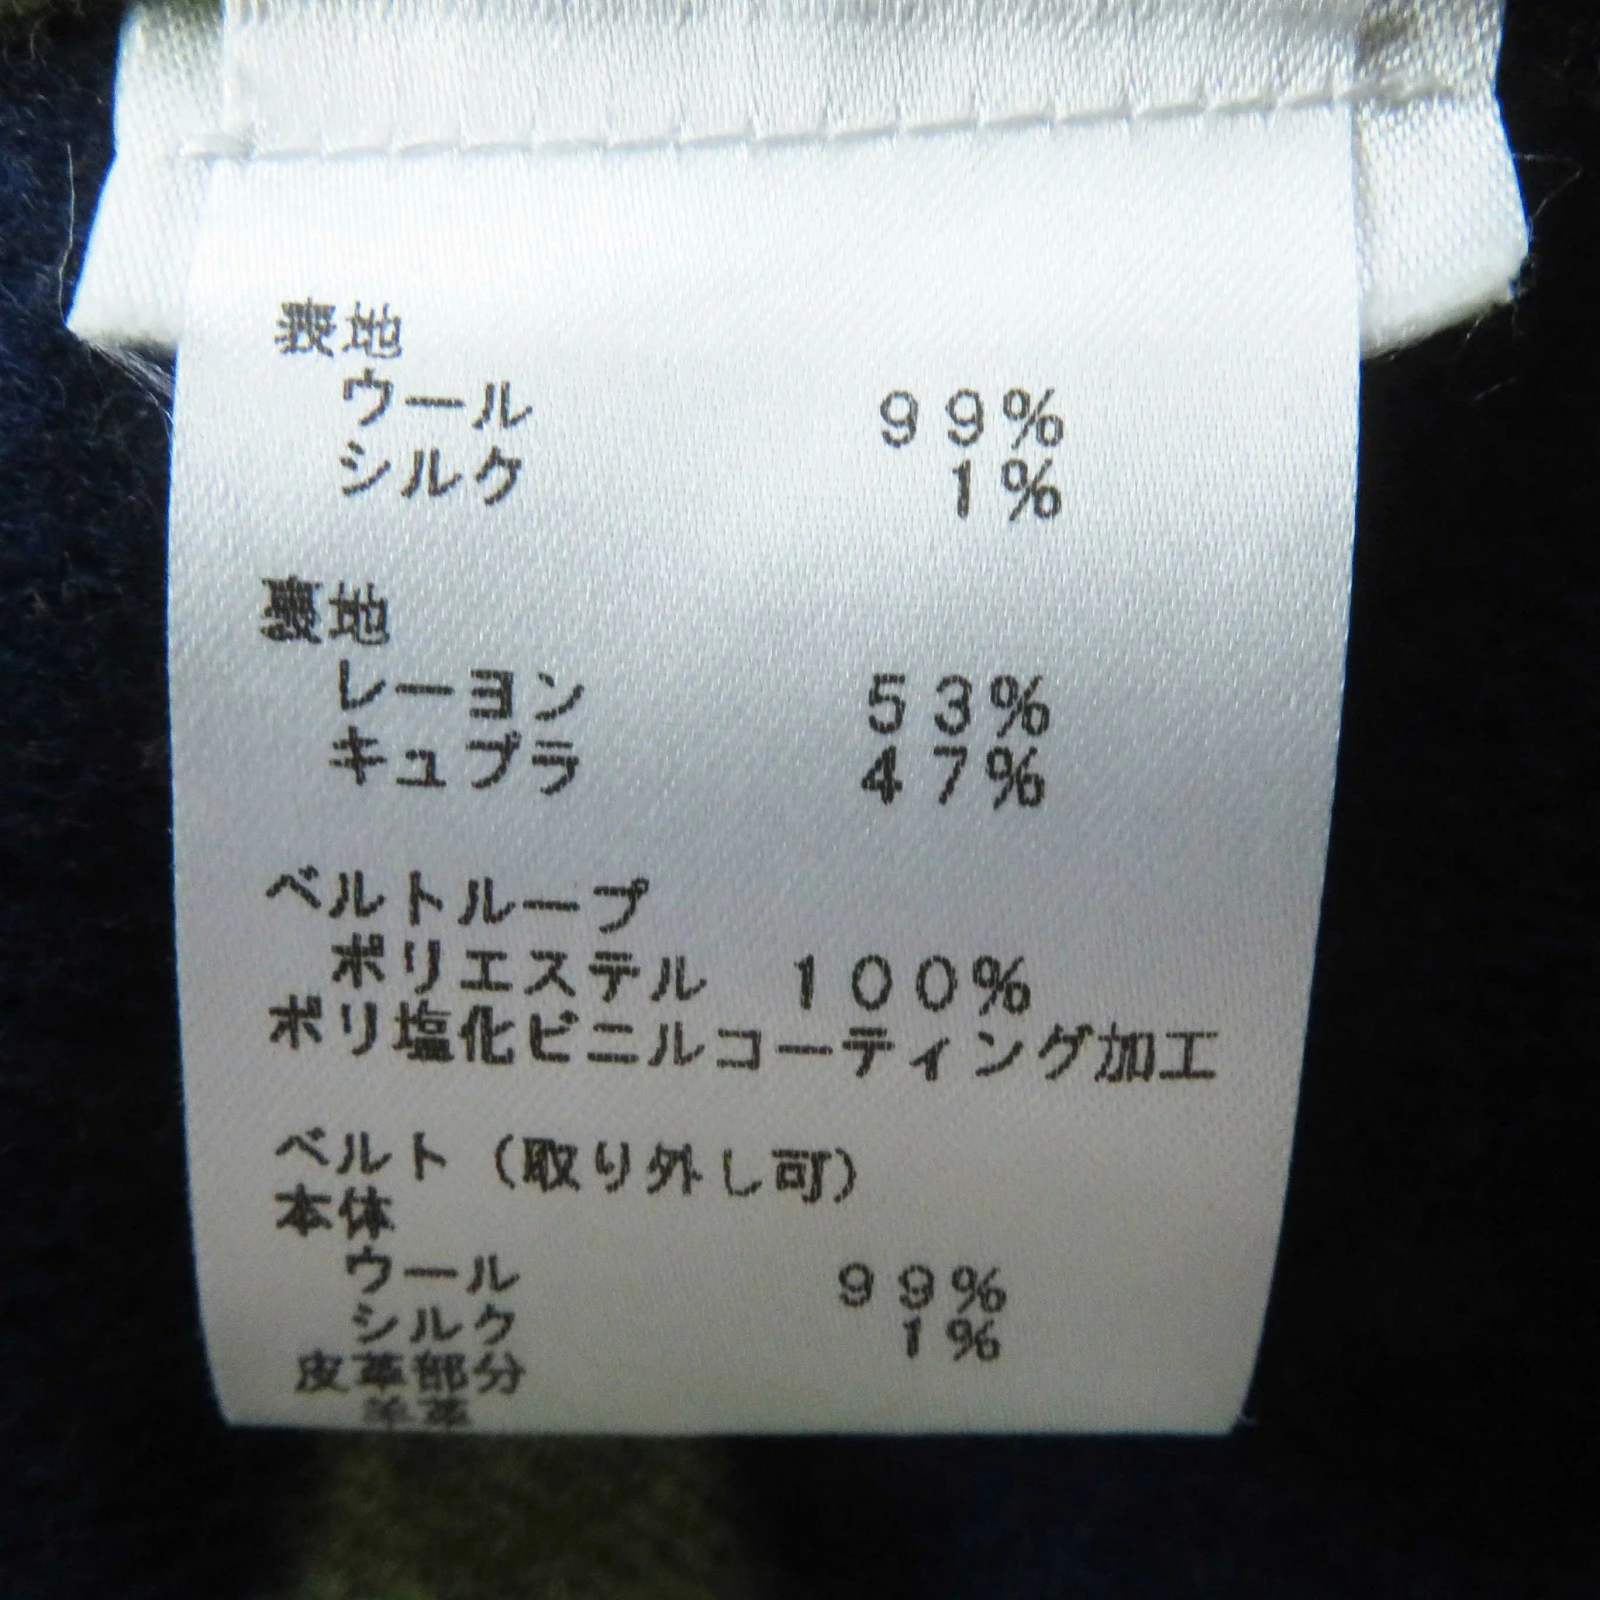 表地
ウール 99%
シルク 1%
裏地
レーヨン 53%
キュプラ 47%
ベルトループ
ポリエステル 100%
ポリ塩化ビニルコーティング加工
ベルト（取り外し可）
本体
ウール 99%
シルク 1%
皮革部分
羊革